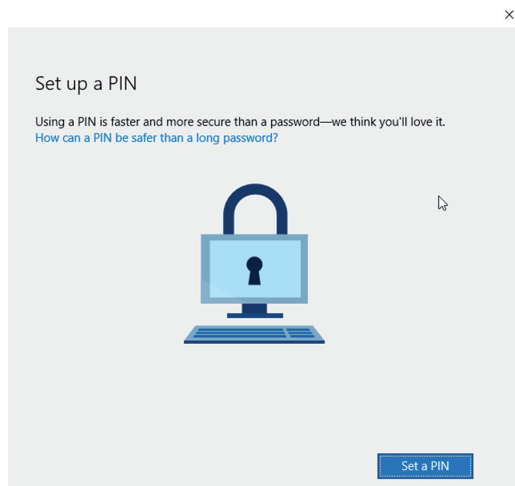 Set up a PIN
Using a PIN is faster and more secure than a password—we think you'll love it.
How can a PIN be safer than a long password?
Set a PIN